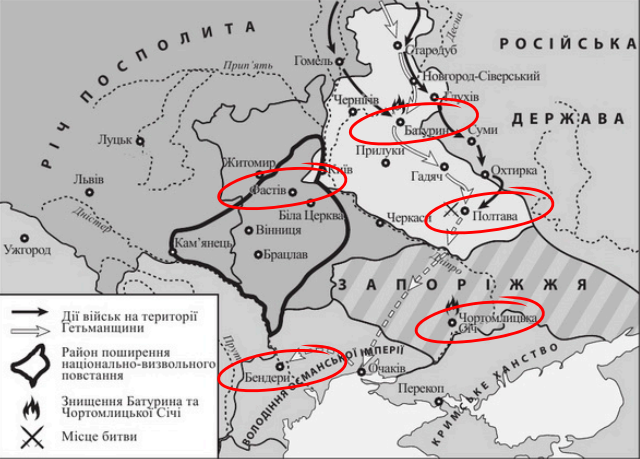 РІЧ ПОСПОЛИТА
РОСІЙСЬКА
ДЕРЖАВА
Прип'ять
Десна
Гомель
Стародуб
Новгород-Сіверський
Глухів
Чернігів
Батурин
Суми
Луцьк
Прилуки
Гадяч
Охтирка
Житомир
Київ
Фастів
Львів
Біла Церква
Черкаси
Полтава
Дністер
Вінниця
Кам'янець
Ужгород
Брацлав
Дніпро
ЗАПОРІЖЖЯ
Чортомлицька
Січ
Прут
Бендери
Очаків
ВОЛОДІННЯ ОСМАНСЬКОЇ ІМПЕРІЇ
Перекоп
КРИМСЬКЕ ХАНСТВО
Дії військ на території
Гетьманщини
Район поширення
національно-визвольного
повстання
Знищення Батурина та
Чортомлицької Січі
Місце битви